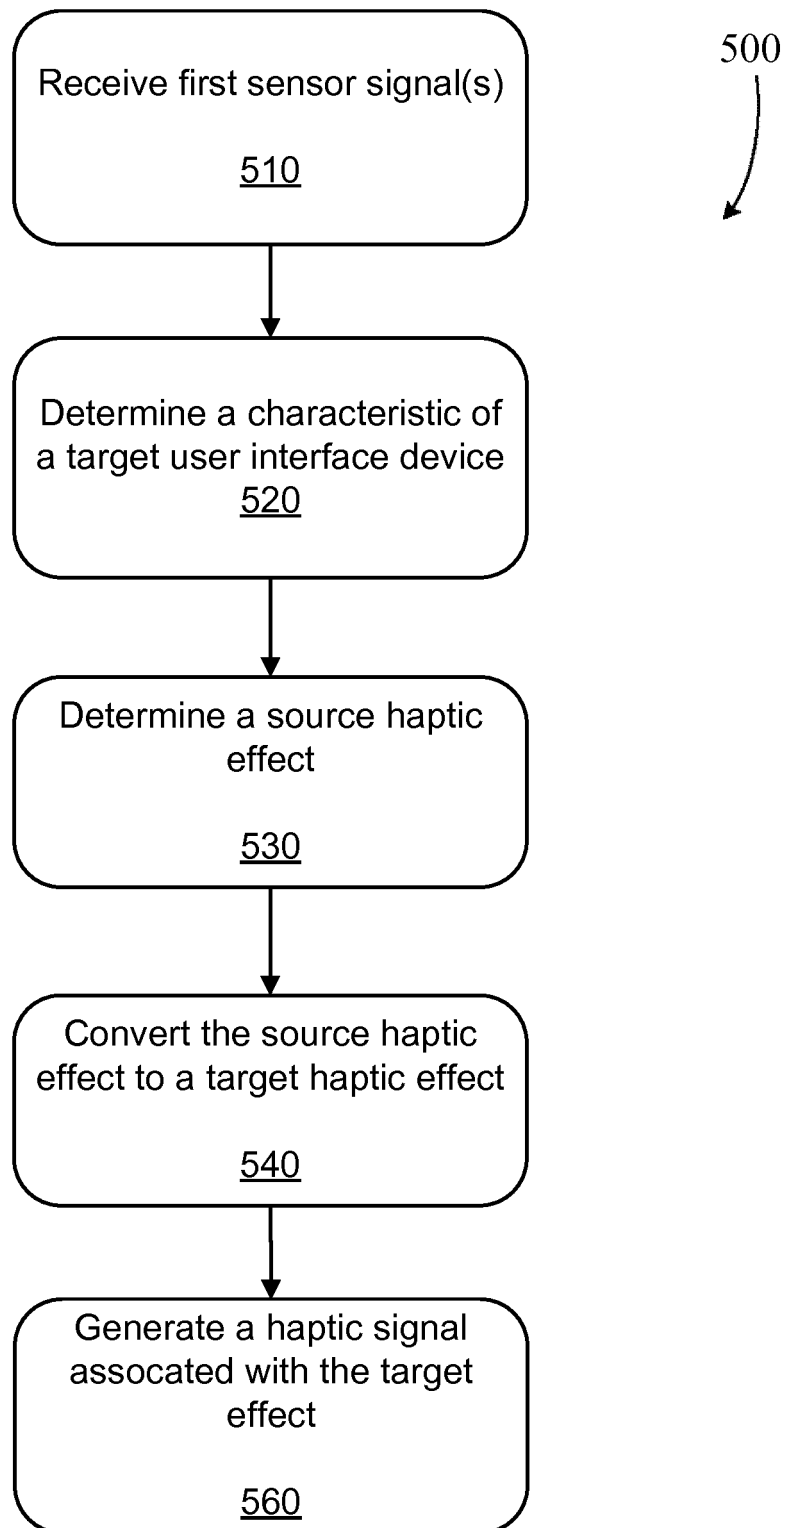 500
Receive first sensor signal(s)
510
Determine a characteristic of
a target user interface device
520
Determine a source haptic
effect
530
Convert the source haptic
effect to a target haptic effect
540
Generate a haptic signal
assocated with the target
effect
560